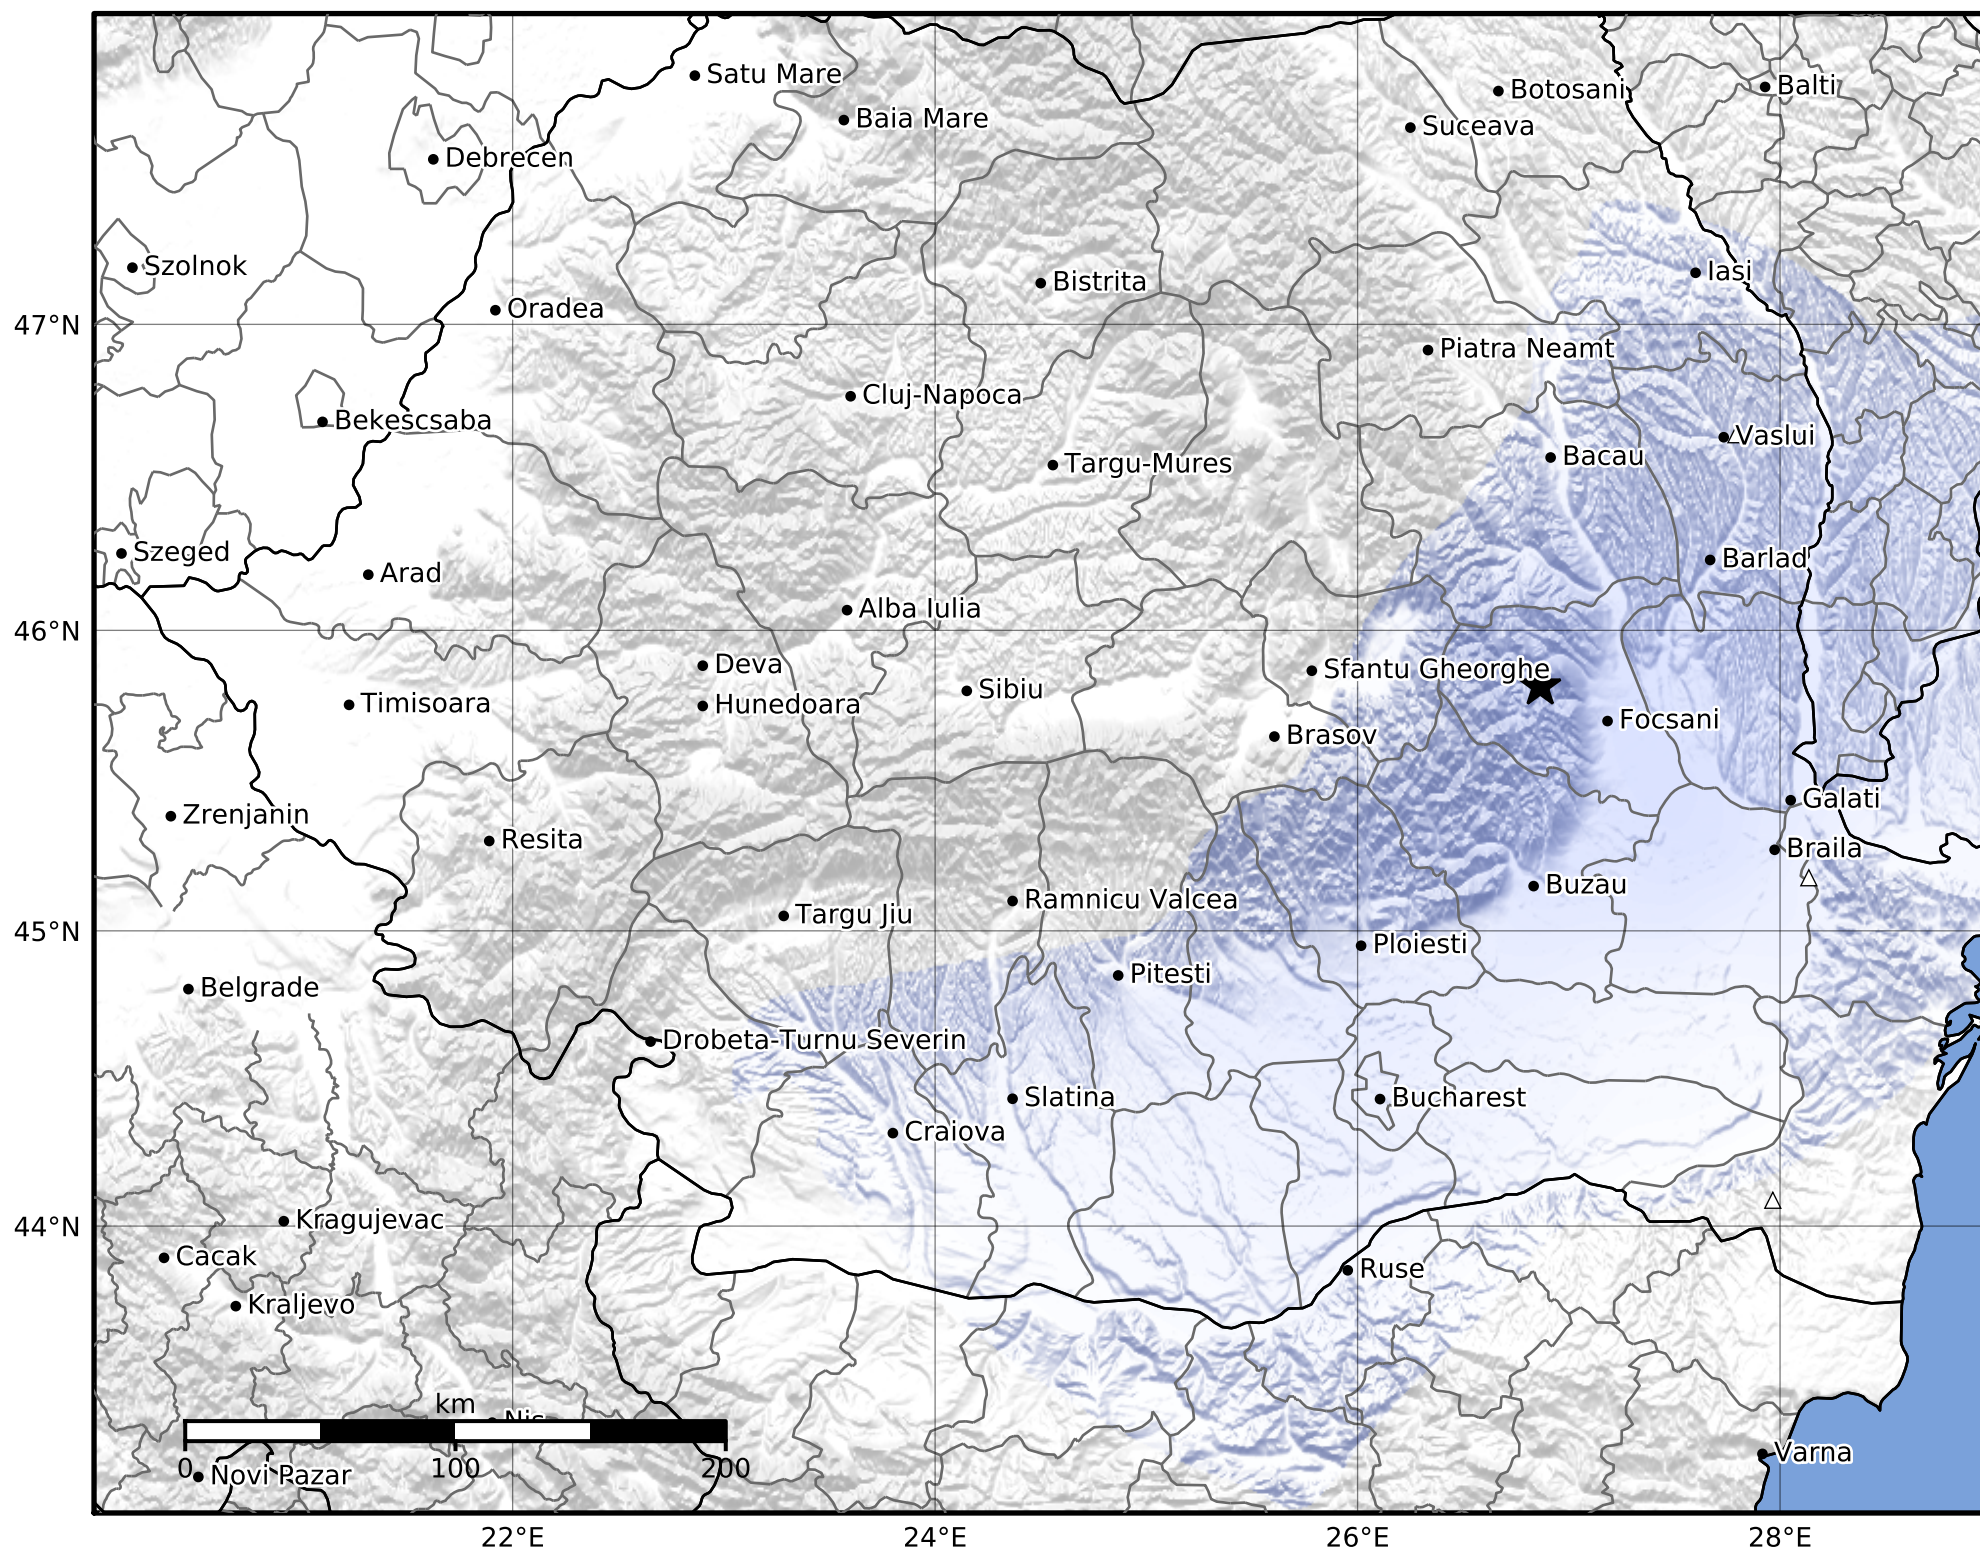 Satu Mare
Botosani
Balti
Baia Mare
Suceava
Debrecen
Szolnok
Iasi
Bistrita
Oradea
47°N
Piatra Neamt
Cluj-Napoca
Bekescsaba
Vaslui
Bacau
Targu-Mures
Szeged
Barlad
Arad
Alba Iulia
46°N
Deva
Sfantu Gheorghe
Sibiu
Timisoara
Hunedoara
Focsani
Brasov
Galati
Zrenjanin
Resita
Braila
Buzau
Ramnicu Valcea
Targu Jiu
45°N
Ploiesti
Pitesti
Belgrade
Drobeta-Turnu Severin
Slatina
Bucharest
Craiova
Kragujevac
44°N
Cacak
Ruse
Kraljevo
km
Nis
Varna
0
100
200
Novi Pazar
22°E
24°E
26°E
28°E